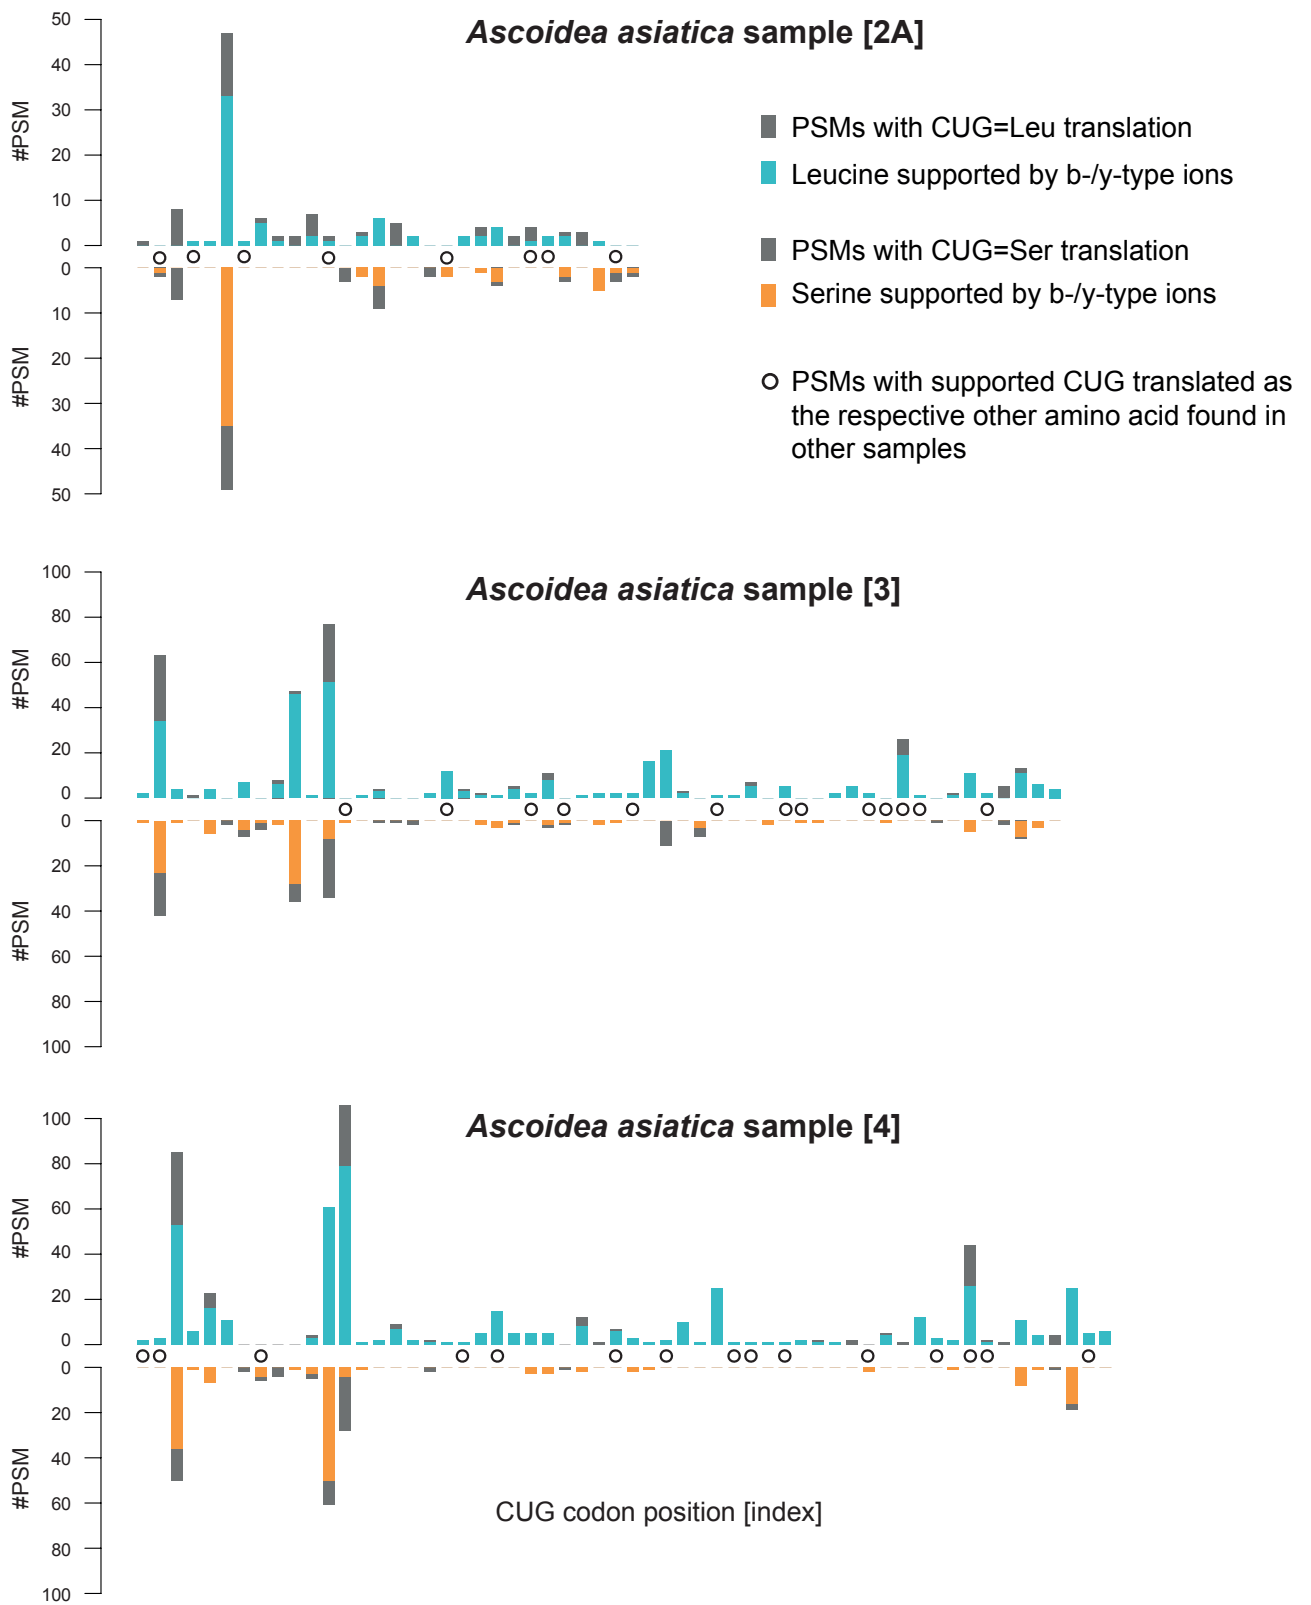 Ascoidea asiatica sample [2A]
50
40
30
20
10
0
#PSM
0
10
20
30
40
50
#PSM
PSMs with CUG=Leu translation
Leucine supported by b-/y-type ions
PSMs with CUG=Ser translation
Serine supported by b-/y-type ions
PSMs with supported CUG translated as
the respective other amino acid found in
other samples
Ascoidea asiatica sample [3]
100
80
60
40
20
0
#PSM
0
20
40
60
80
100
#PSM
Ascoidea asiatica sample [4]
100
80
60
40
20
0
#PSM
0
20
40
60
80
100
#PSM
CUG codon position [index]